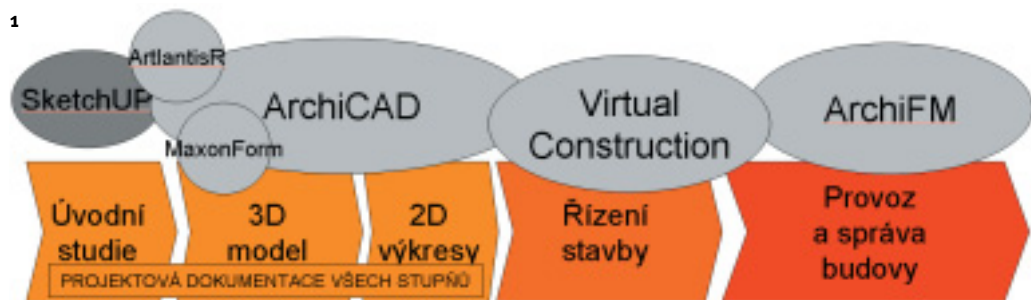 1
ArtlantisR
SketchUP
ArchiCAD
MaxonForm
Virtual
Construction
ArchiFM
Úvodní
studie
3D
model
2D
výkresy
PROJEKTOVÁ DOKUMENTACE VŠECH STUPŇŮ
Řízení
stavby
Provoz
a správa
budovy